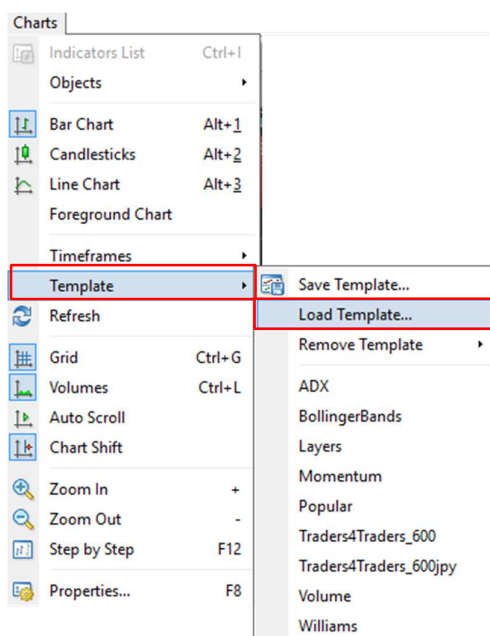 Charts
Indicators List Ctrl+I
Objects
Bar Chart Alt+1
Candlesticks Alt+2
Line Chart Alt+3
Foreground Chart
Timeframes
Template
Refresh
Grid Ctrl+G
Volumes Ctrl+L
Auto Scroll
Chart Shift
Zoom In +
Zoom Out -
Step by Step F12
Properties... F8
Save Template...
Load Template...
Remove Template
ADX
BollingerBands
Layers
Momentum
Popular
Traders4Traders_600
Traders4Traders_600jpy
Volume
Williams